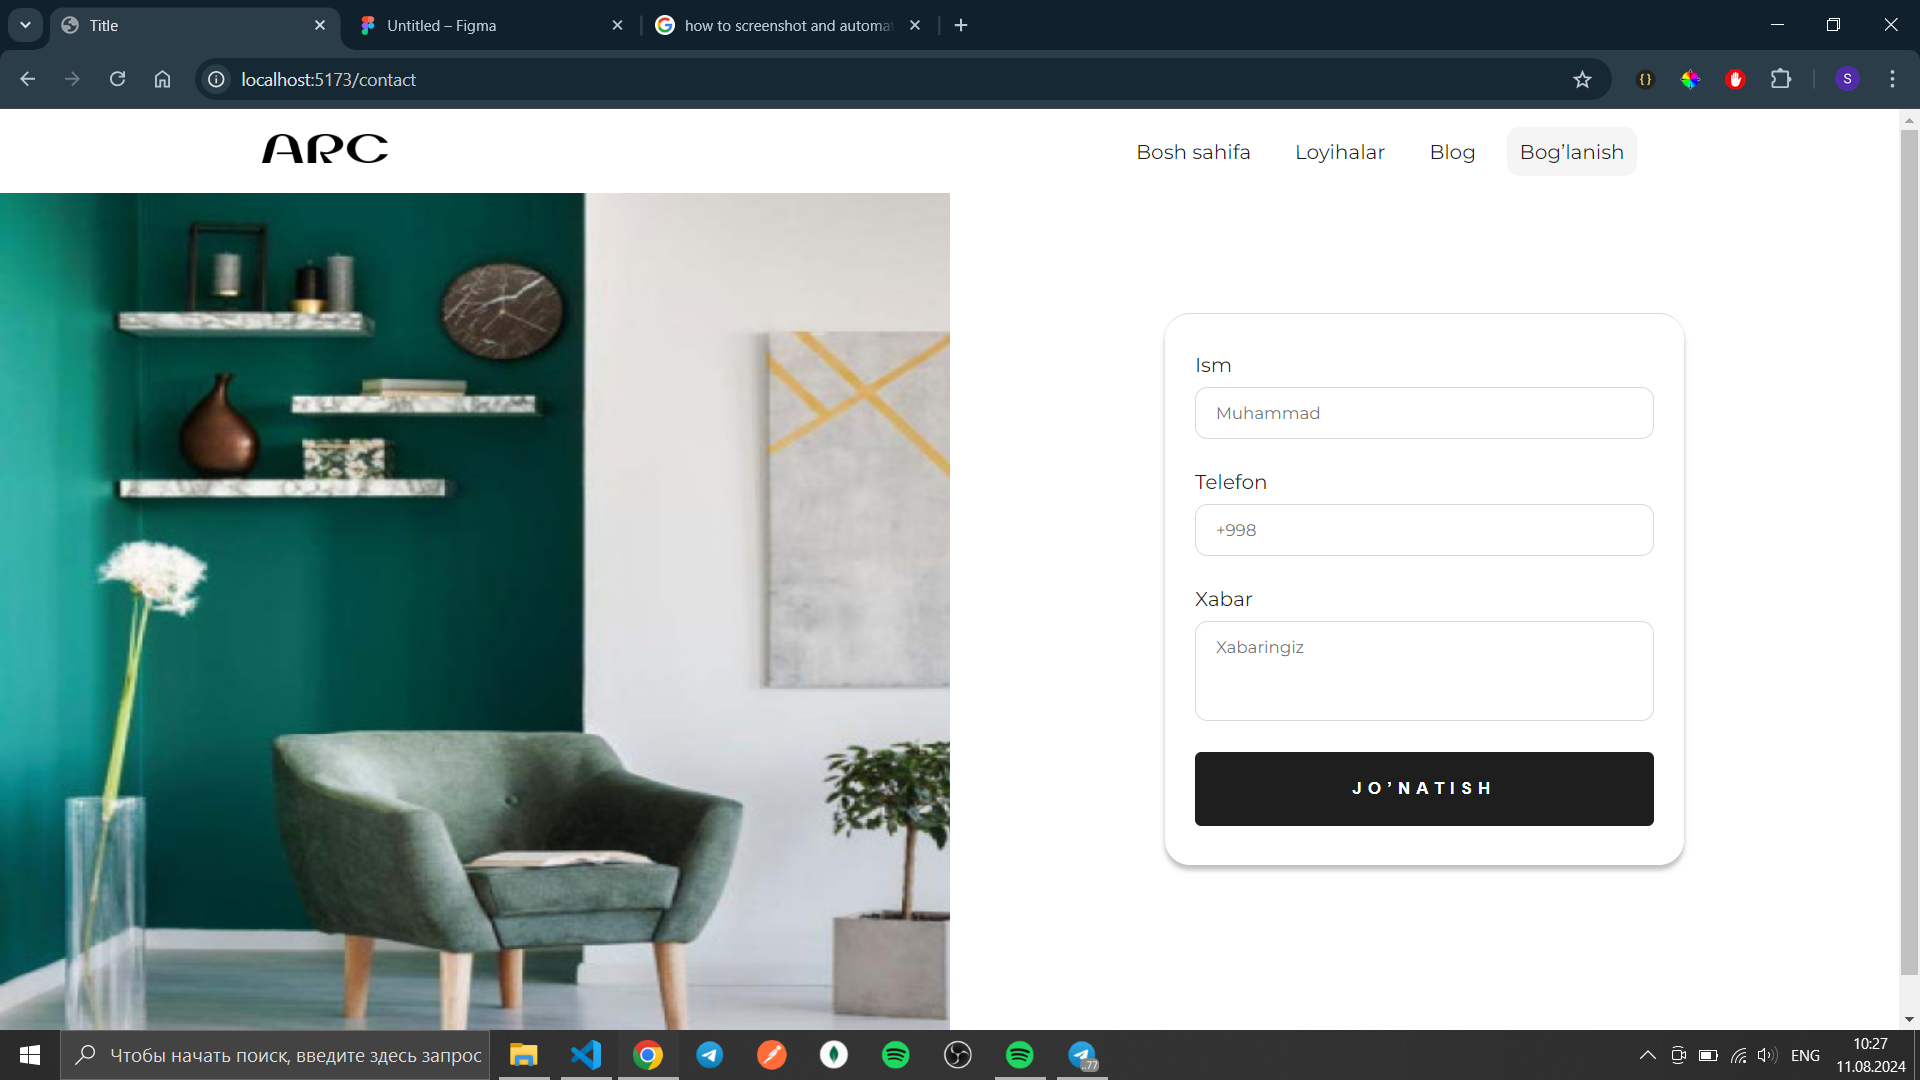 Title
Untitled – Figma
how to screenshot and automa
localhost:5173/contact
S
ARC
Bosh sahifa
Loyihalar
Blog
Bog’lanish
Ism
Muhammad
Telefon
+998
Xabar
Xabaringiz
JO’NATISH
Чтобы начать поиск, введите здесь запрос
..77
ENG
10:27
11.08.2024